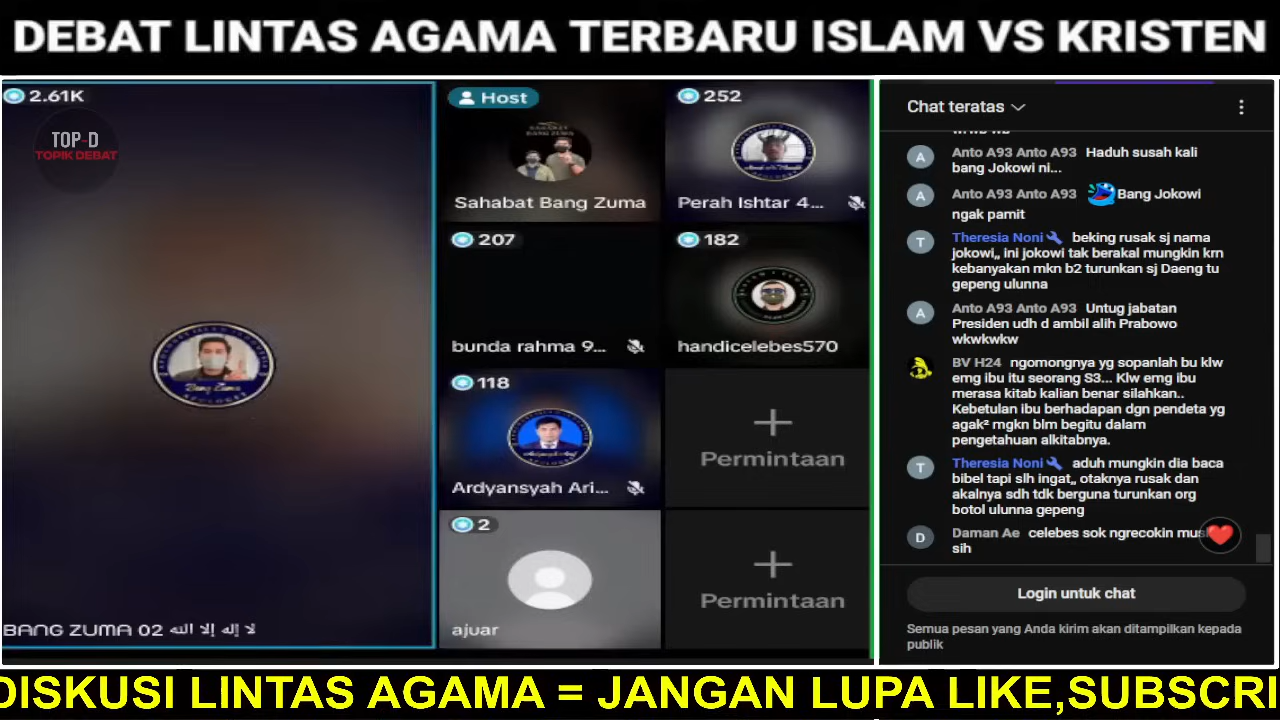 DEBAT LINTAS AGAMA TERBARU ISLAM VS KRISTEN
2.61K
TOP-D
TOPIK DEBAT
Bang Zuma
APOLOGET
BANG ZUMA 02 لا إله إلا الله
Host
Sahabat Bang Zuma
252
Perah Ishtar 4...
207
bunda rahma 9...
182
handicelebes570
118
Ardyansyah Ari...
Permintaan
2
ajuar
Permintaan
Chat teratas
Anto A93 Anto A93 Haduh susah kali
bang Jokowi ni...
Anto A93 Anto A93 Bang Jokowi
ngak pamit
Theresia Noni beking rusak sj nama
jokowi,, ini jokowi tak berakal mungkin krn
kebanyakan mkn b2 turunkan sj Daeng tu
gepeng ulunna
Anto A93 Anto A93 Untug jabatan
Presiden udh d ambil alih Prabowo
wkwkwkw
BV H24 ngomongnya yg sopanlah bu klw
emg ibu itu seorang S3... Klw emg ibu
merasa kitab kalian benar silahkan..
Kebetulan ibu berhadapan dgn pendeta yg
agak² mgkn blm begitu dalam
pengetahuan alkitabnya.
Theresia Noni aduh mungkin dia baca
bibel tapi slh ingat,, otaknya rusak dan
akalnya sdh tdk berguna turunkan org
botol ulunna gepeng
Daman Ae celebes sok ngrecokin
sih
Login untuk chat
Semua pesan yang Anda kirim akan ditampilkan kepada
publik
DISKUSI LINTAS AGAMA = JANGAN LUPA LIKE,SUBSCRI